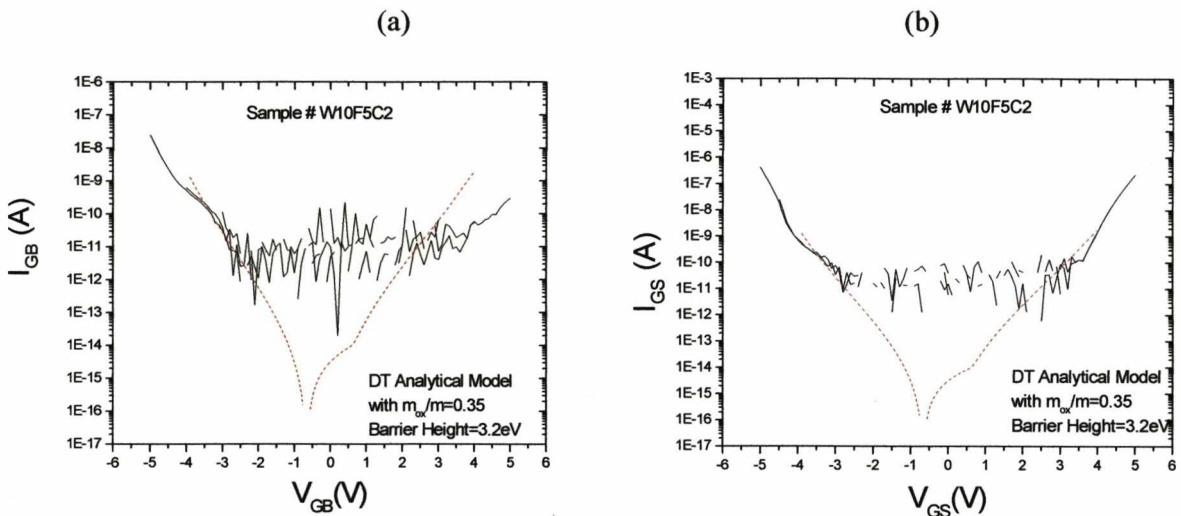 (a)
1E-6
1E-7
1E-8
1E-9
1E-10
1E-11
1E-12
1E-13
1E-14
1E-15
1E-16
1E-17
I_GB (A)
Sample # W10F5C2
DT Analytical Model
with m_ox/m=0.35
Barrier Height=3.2eV
-6 -5 -4 -3 -2 -1 0 1 2 3 4 5 6
V_GB(V)
(b)
1E-3
1E-4
1E-5
1E-6
1E-7
1E-8
1E-9
1E-10
1E-11
1E-12
1E-13
1E-14
1E-15
1E-16
1E-17
I_GS (A)
Sample # W10F5C2
DT Analytical Model
with m_ox/m=0.35
Barrier Height=3.2eV
-6 -5 -4 -3 -2 -1 0 1 2 3 4 5 6
V_GS(V)